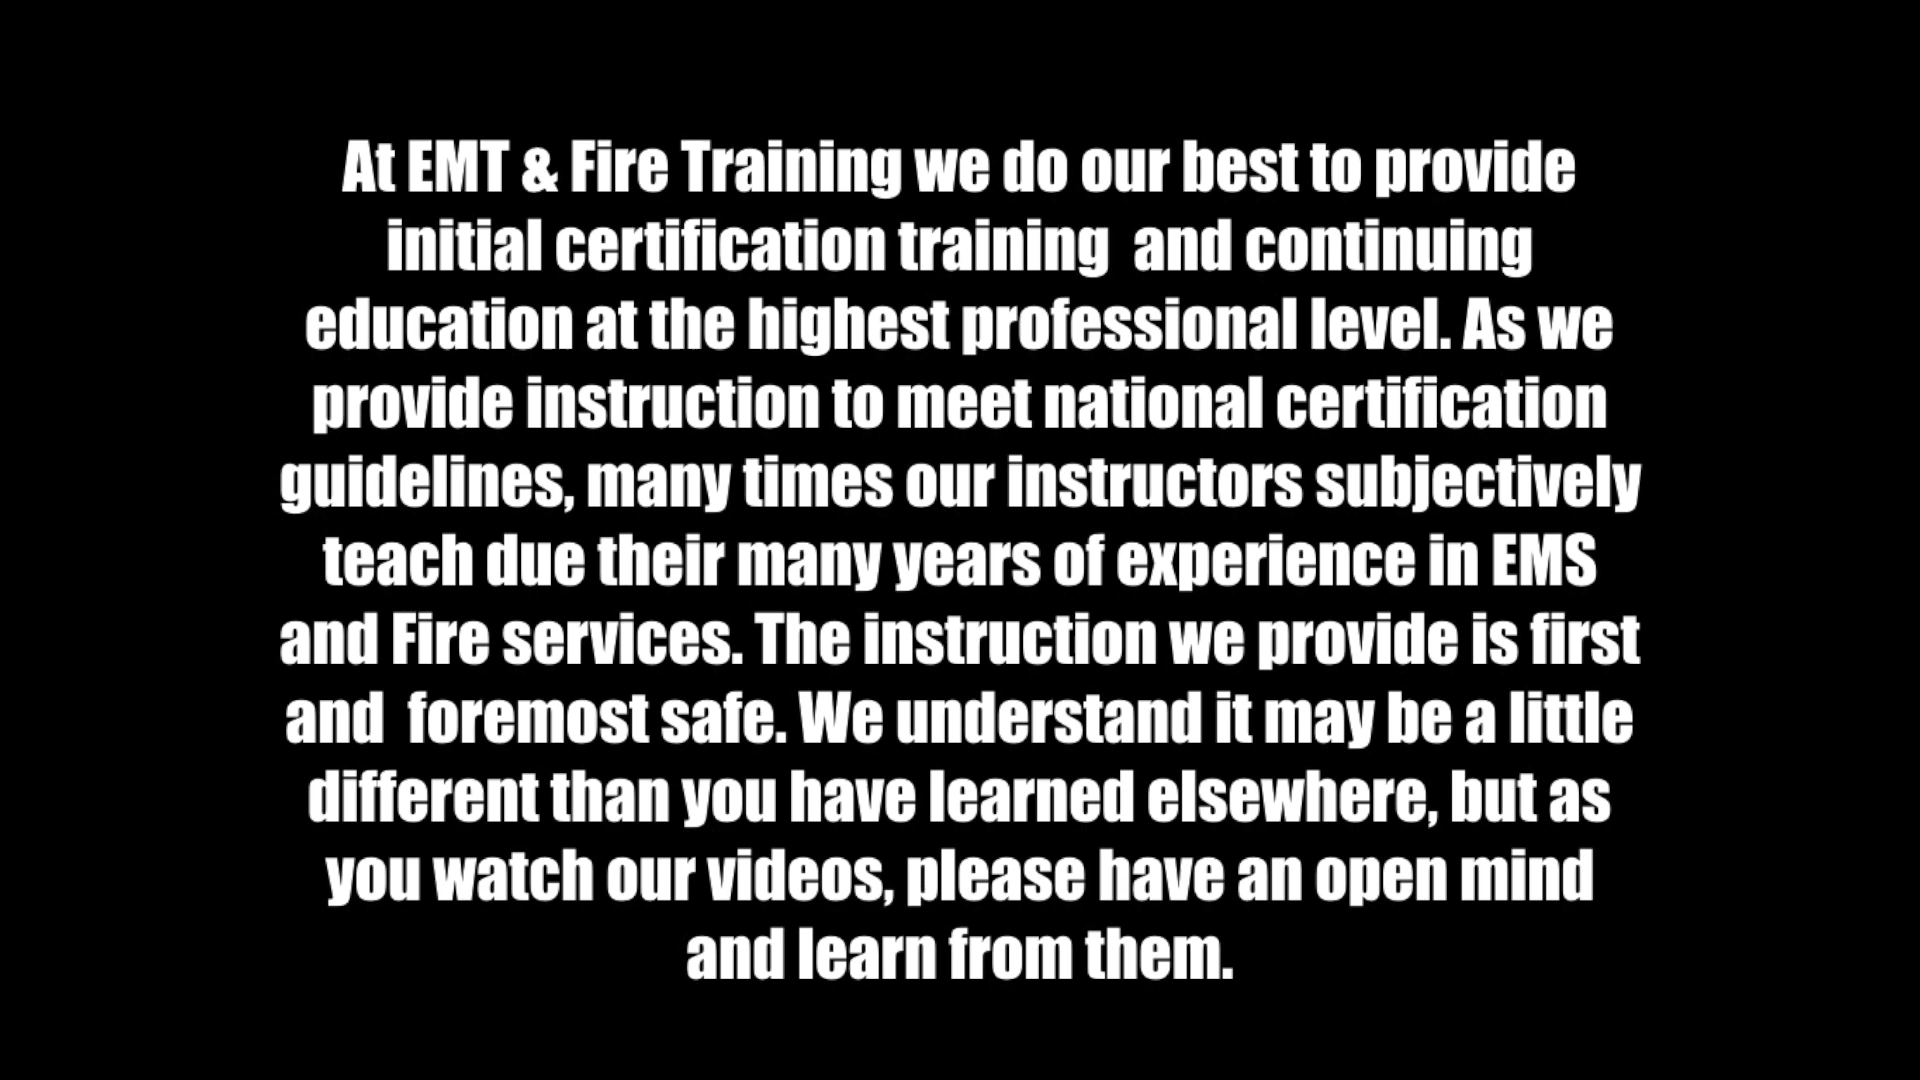 At EMT & Fire Training we do our best to provide
initial certification training  and continuing
education at the highest professional level. As we
provide instruction to meet national certification
guidelines, many times our instructors subjectively
teach due their many years of experience in EMS
and Fire services. The instruction we provide is first
and  foremost safe. We understand it may be a little
different than you have learned elsewhere, but as
you watch our videos, please have an open mind
and learn from them.